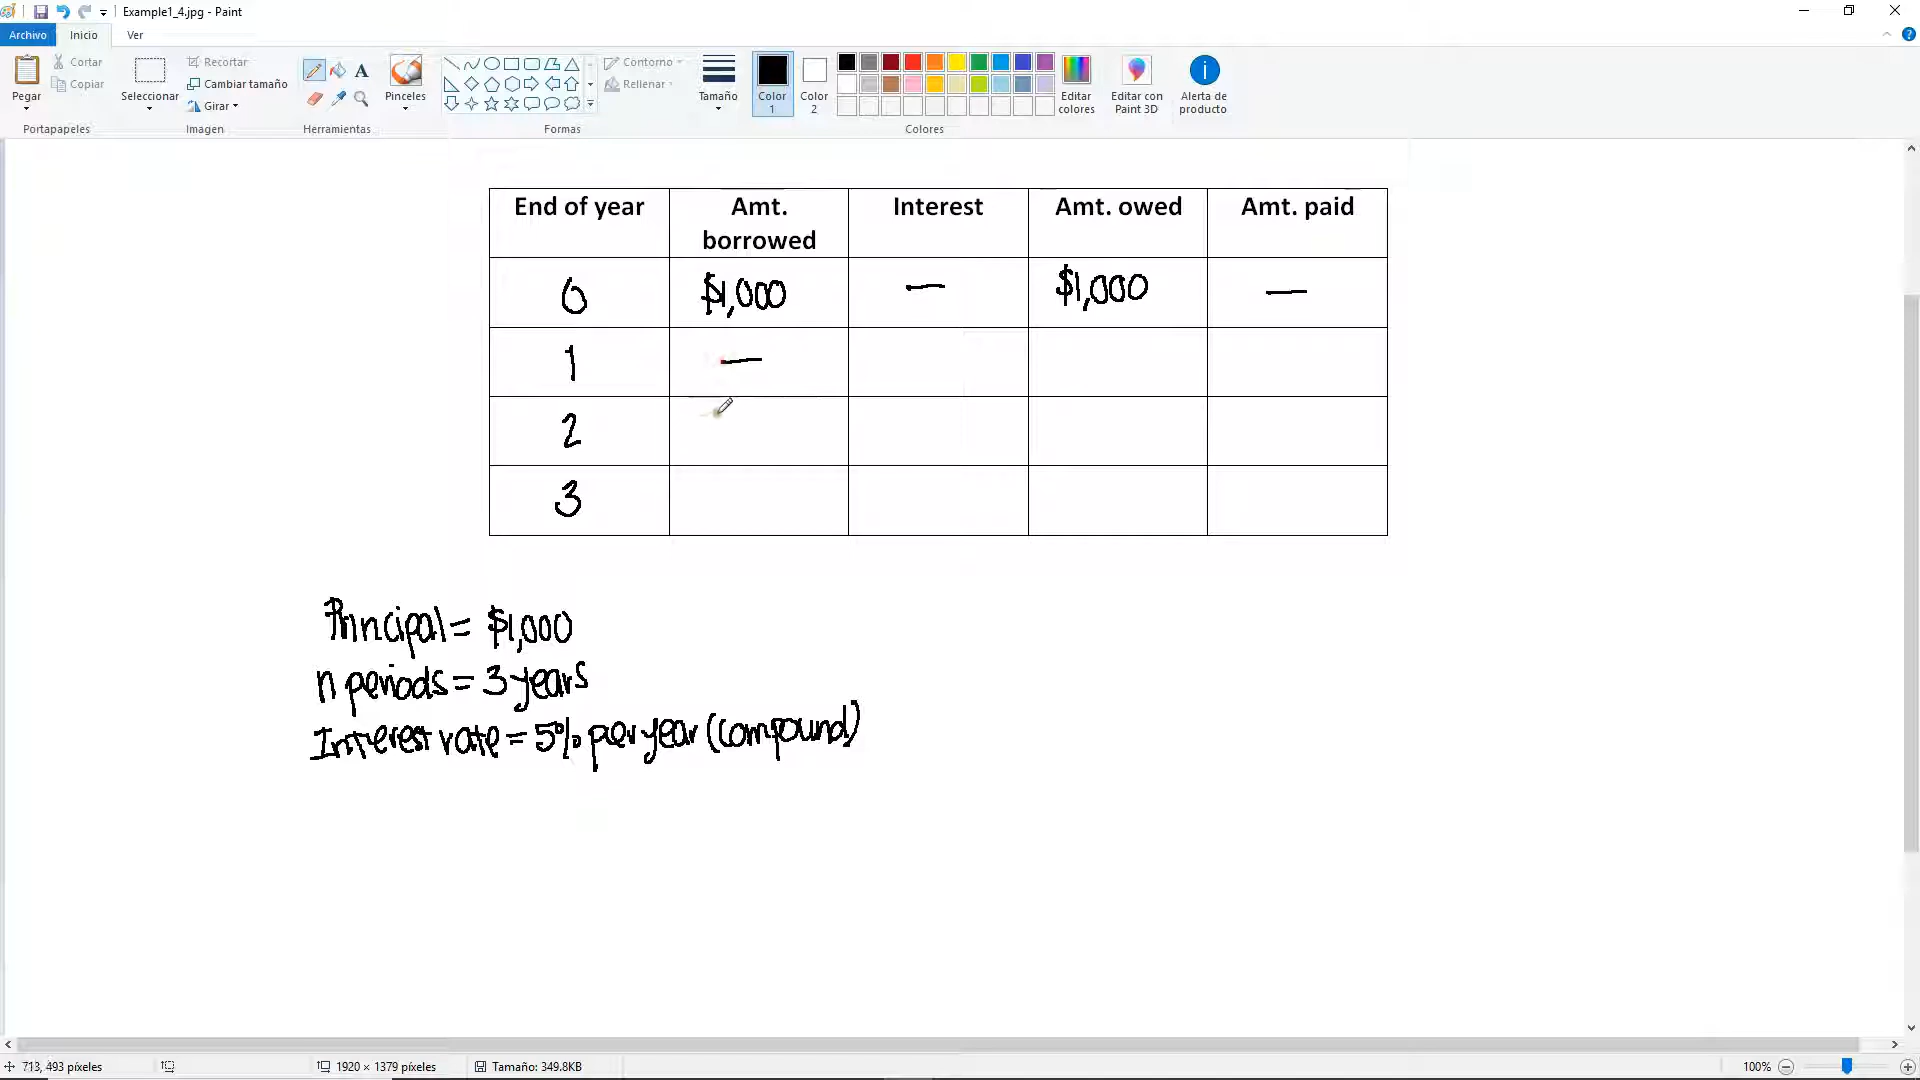 Example1_4.jpg - Paint
Archivo Inicio Ver
Pegar
Cortar
Copiar
Portapapeles
Seleccionar
Recortar
Cambiar tamaño
Girar
Imagen
Herramientas
Pinceles
Contorno
Rellenar
Formas
Tamaño
Color 1
Color 2
Colores
Editar colores
Editar con Paint 3D
Alerta de producto
End of year Amt. borrowed Interest Amt. owed Amt. paid
0 $1,000 — $1,000 —
1 —
2
3
Principal = $1,000
n periods = 3 years
Interest rate = 5% per year (compound)
713, 493 píxeles 1920 × 1379 píxeles Tamaño: 349.8KB 100%